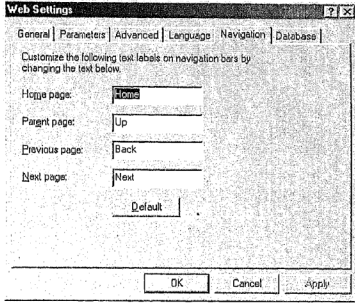 Web Settings
General Parameters Advanced Language Navigation Database
Customize the following text labels on navigation bars by
changing the text below.
Home page: Home
Parent page: Up
Previous page: Back
Next page: Next
Default
OK Cancel Apply